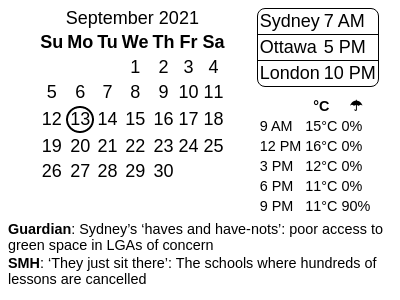 September 2021
Su Mo Tu We Th Fr Sa
1 2 3 4
5 6 7 8 9 10 11
12 13 14 15 16 17 18
19 20 21 22 23 24 25
26 27 28 29 30
Sydney 7 AM
Ottawa 5 PM
London 10 PM
°C ☂
9 AM 15°C 0%
12 PM 16°C 0%
3 PM 12°C 0%
6 PM 11°C 0%
9 PM 11°C 90%
Guardian: Sydney’s ‘haves and have-nots’: poor access to
green space in LGAs of concern
SMH: ‘They just sit there’: The schools where hundreds of
lessons are cancelled